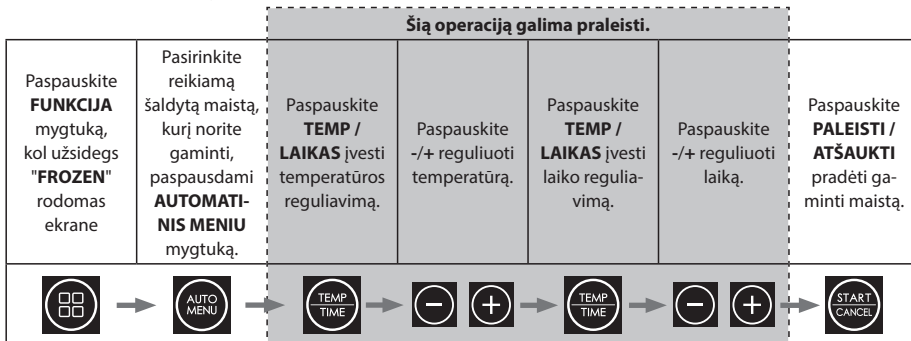 Šią operaciją galima praleisti.
Paspauskite
FUNKCIJA
mygtuką,
kol užsidegs
"FROZEN"
rodomas
ekrane
Pasirinkite
reikiamą
šaldytą maistą,
kurį norite
gaminti,
paspausdami
AUTOMATI-
NIS MENIU
mygtuką.
Paspauskite
TEMP /
LAIKAS įvesti
temperatūros
reguliavimą.
Paspauskite
-/+ reguliuoti
temperatūrą.
Paspauskite
TEMP /
LAIKAS įvesti
laiko regulia-
vimą.
Paspauskite
-/+ reguliuoti
laiką.
Paspauskite
PALEISTI /
ATŠAUKTI
pradėti ga-
minti maistą.
AUTO
MENU
TEMP
TIME
- +
TEMP
TIME
- +
START
CANCEL